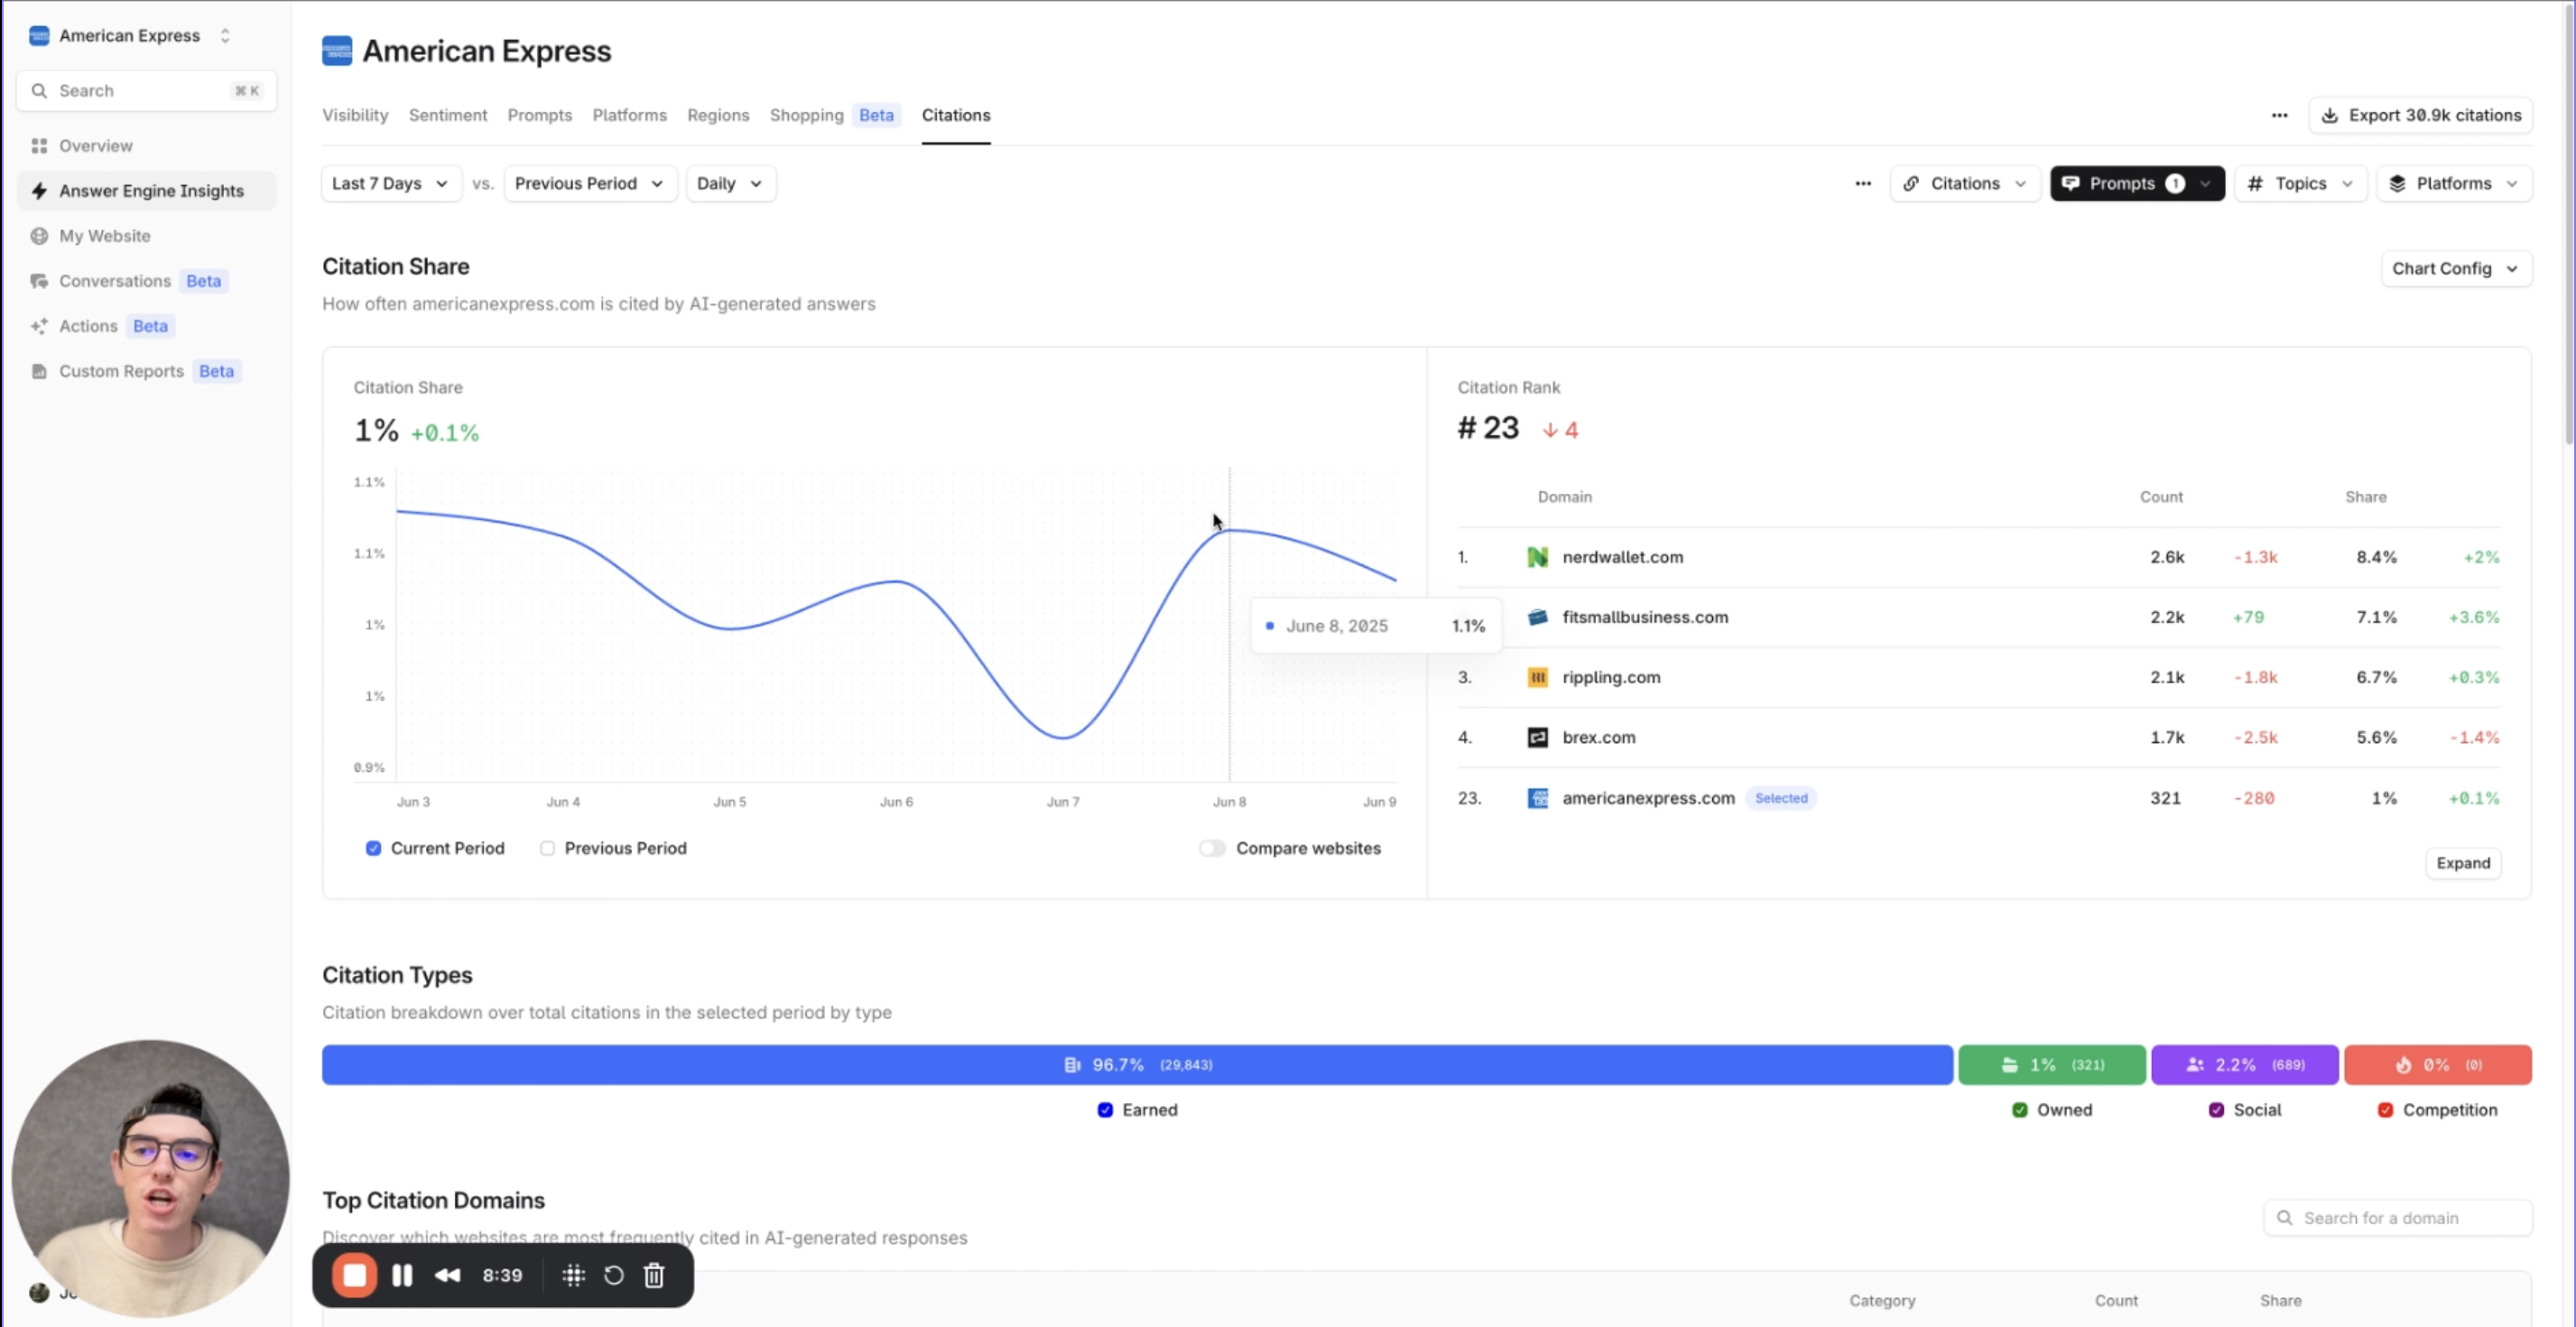 American Express
Search ⌘ K
Overview
Answer Engine Insights
My Website
Conversations Beta
Actions Beta
Custom Reports Beta
American Express
Visibility Sentiment Prompts Platforms Regions Shopping Beta Citations
Export 30.9k citations
Last 7 Days vs. Previous Period Daily
Citations Prompts 1 # Topics Platforms
Citation Share
How often americanexpress.com is cited by AI-generated answers
Chart Config
Citation Share
1% +0.1%
1.1%
1.1%
1%
1%
0.9%
Jun 3 Jun 4 Jun 5 Jun 6 Jun 7 Jun 8 Jun 9
June 8, 2025 1.1%
Current Period Previous Period Compare websites
Citation Rank
# 23 ↓ 4
Domain Count Share
1. nerdwallet.com 2.6k -1.3k 8.4% +2%
fitsmallbusiness.com 2.2k +79 7.1% +3.6%
3. rippling.com 2.1k -1.8k 6.7% +0.3%
4. brex.com 1.7k -2.5k 5.6% -1.4%
23. americanexpress.com Selected 321 -280 1% +0.1%
Expand
Citation Types
Citation breakdown over total citations in the selected period by type
96.7% (29,843) 1% (321) 2.2% (689) 0% (0)
Earned Owned Social Competition
Top Citation Domains
Discover which websites are most frequently cited in AI-generated responses
Search for a domain
8:39
Category Count Share